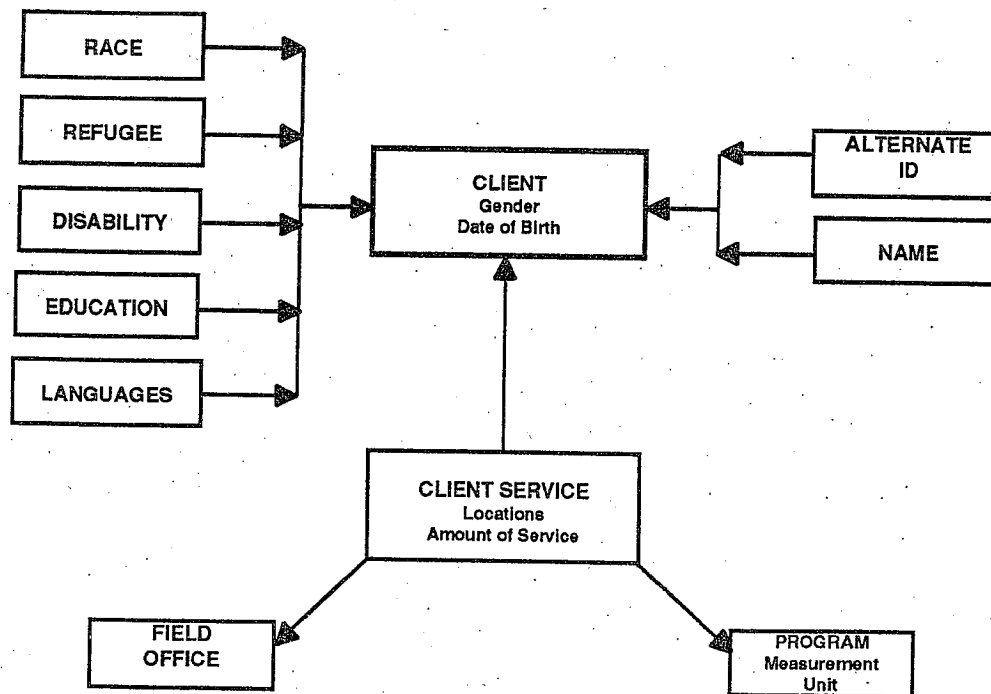 RACE
REFUGEE
DISABILITY
EDUCATION
LANGUAGES
CLIENT
Gender
Date of Birth
ALTERNATE
ID
NAME
CLIENT SERVICE
Locations
Amount of Service
FIELD
OFFICE
PROGRAM
Measurement
Unit